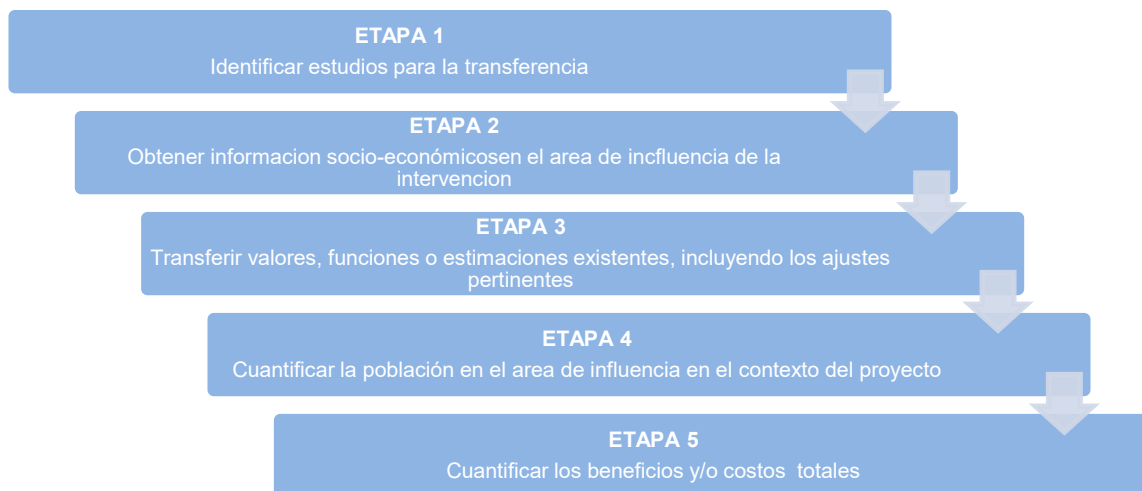 ETAPA 1
Identificar estudios para la transferencia
ETAPA 2
Obtener informacion socio-económicosen el area de incfluencia de la
intervencion
ETAPA 3
Transferir valores, funciones o estimaciones existentes, incluyendo los ajustes
pertinentes
ETAPA 4
Cuantificar la población en el area de influencia en el contexto del proyecto
ETAPA 5
Cuantificar los beneficios y/o costos totales